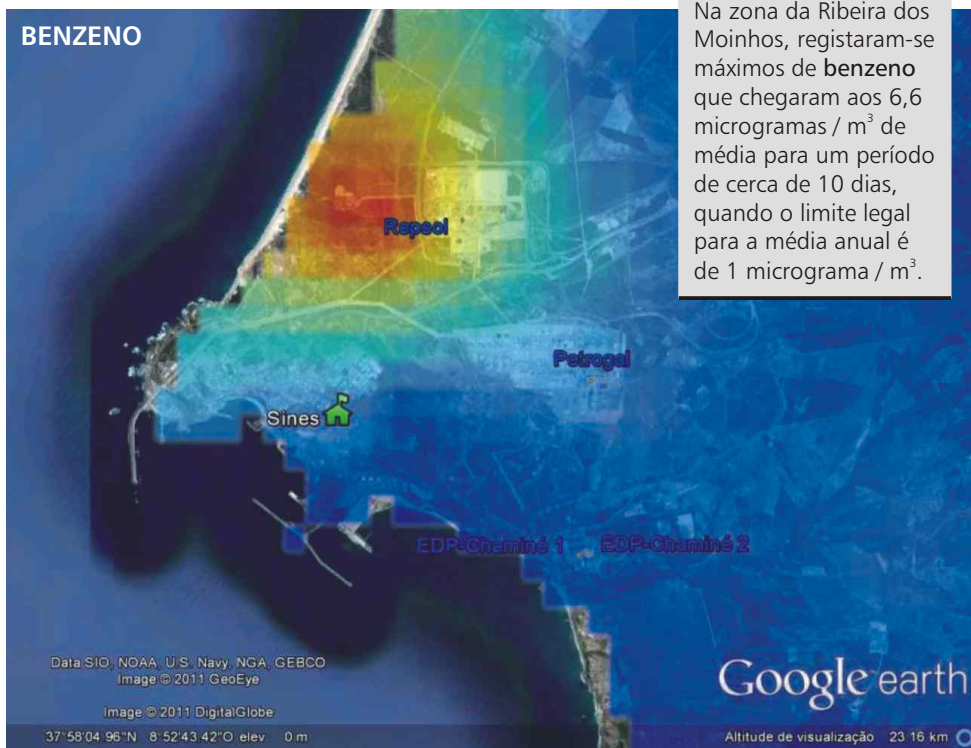 BENZENO
Na zona da Ribeira dos
Moinhos, registaram-se
máximos de benzeno
que chegaram aos 6,6
microgramas / m³ de
média para um período
de cerca de 10 dias,
quando o limite legal
para a média anual é
de 1 micrograma / m³.
Repsol
Petrogal
Sines
EDP-Chaminé 1 EDP-Chaminé 2
Data SIO, NOAA, U.S. Navy, NGA, GEBCO
Image © 2011 GeoEye
Image © 2011 DigitalGlobe
Google earth
37°58'04.96"N 8°52'43.42"O elev 0 m
Altitude de visualização 23.16 km